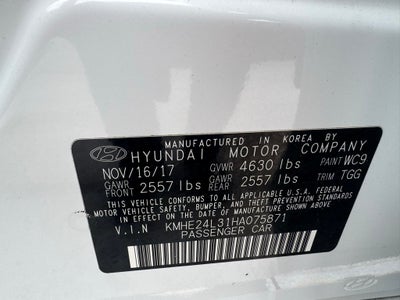 MANUFACTURED IN KOREA BY
HYUNDAI MOTOR COMPANY
NOV/16/17 GVWR 4630 lbs PAINT WC9
GAWR FRONT 2557 lbs GAWR REAR 2557 lbs TRIM TGG
THIS VEHICLE CONFORMS TO ALL APPLICABLE U.S.A. FEDERAL
MOTOR VEHICLE SAFETY, BUMPER, AND THEFT PREVENTION
STANDARDS IN EFFECT ON THE DATE OF MANUFACTURE SHOWN ABOVE.
V.I.N KMHE24L31HA075871
PASSENGER CAR